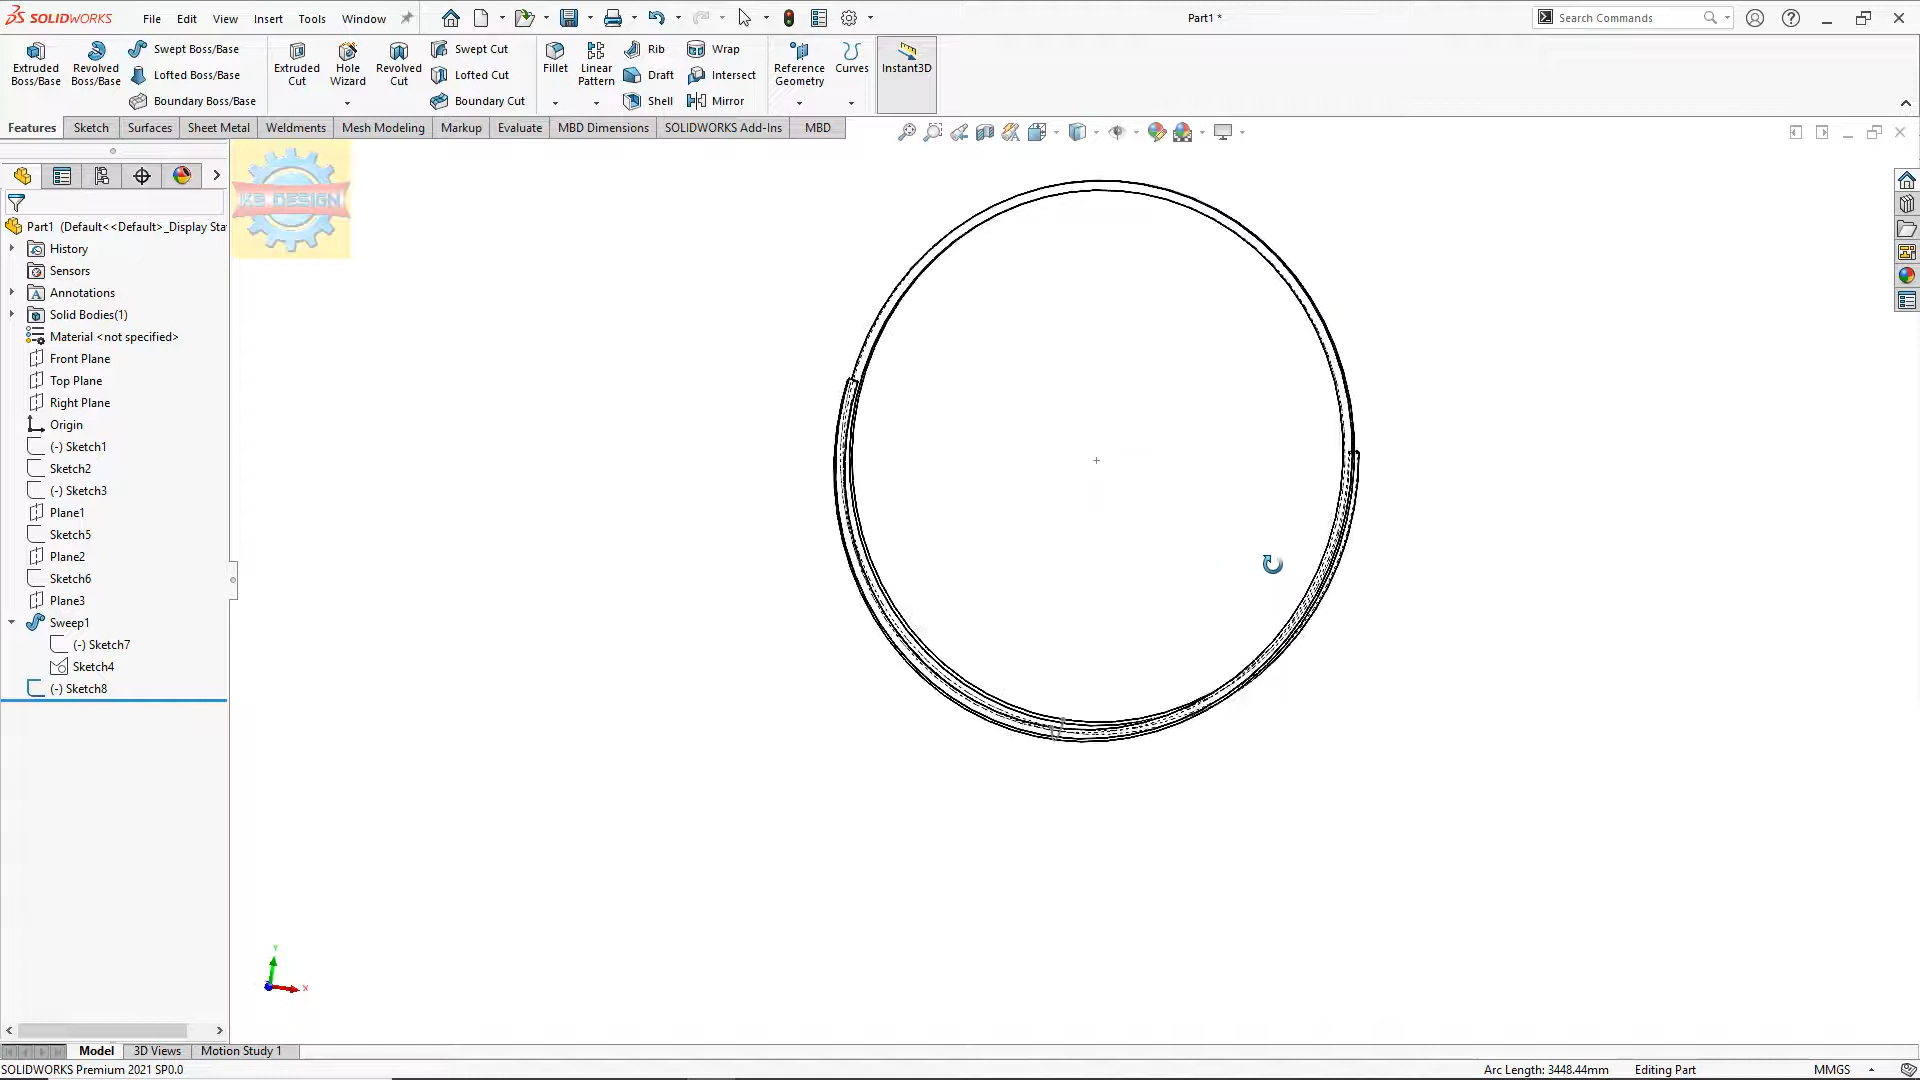 SOLIDWORKS
File Edit View Insert Tools Window
Part1 *
Search Commands
Extruded Boss/Base
Revolved Boss/Base
Swept Boss/Base
Lofted Boss/Base
Boundary Boss/Base
Extruded Cut
Hole Wizard
Revolved Cut
Swept Cut
Lofted Cut
Boundary Cut
Fillet
Linear Pattern
Rib
Draft
Shell
Wrap
Intersect
Mirror
Reference Geometry
Curves
Instant3D
Features Sketch Surfaces Sheet Metal Weldments Mesh Modeling Markup Evaluate MBD Dimensions SOLIDWORKS Add-Ins MBD
KS DESIGN
Part1 (Default<<Default>_Display Sta
History
Sensors
Annotations
Solid Bodies(1)
Material <not specified>
Front Plane
Top Plane
Right Plane
Origin
(-) Sketch1
Sketch2
(-) Sketch3
Plane1
Sketch5
Plane2
Sketch6
Plane3
Sweep1
(-) Sketch7
Sketch4
(-) Sketch8
Y
X
Model 3D Views Motion Study 1
SOLIDWORKS Premium 2021 SP0.0
Arc Length: 3448.44mm Editing Part MMGS